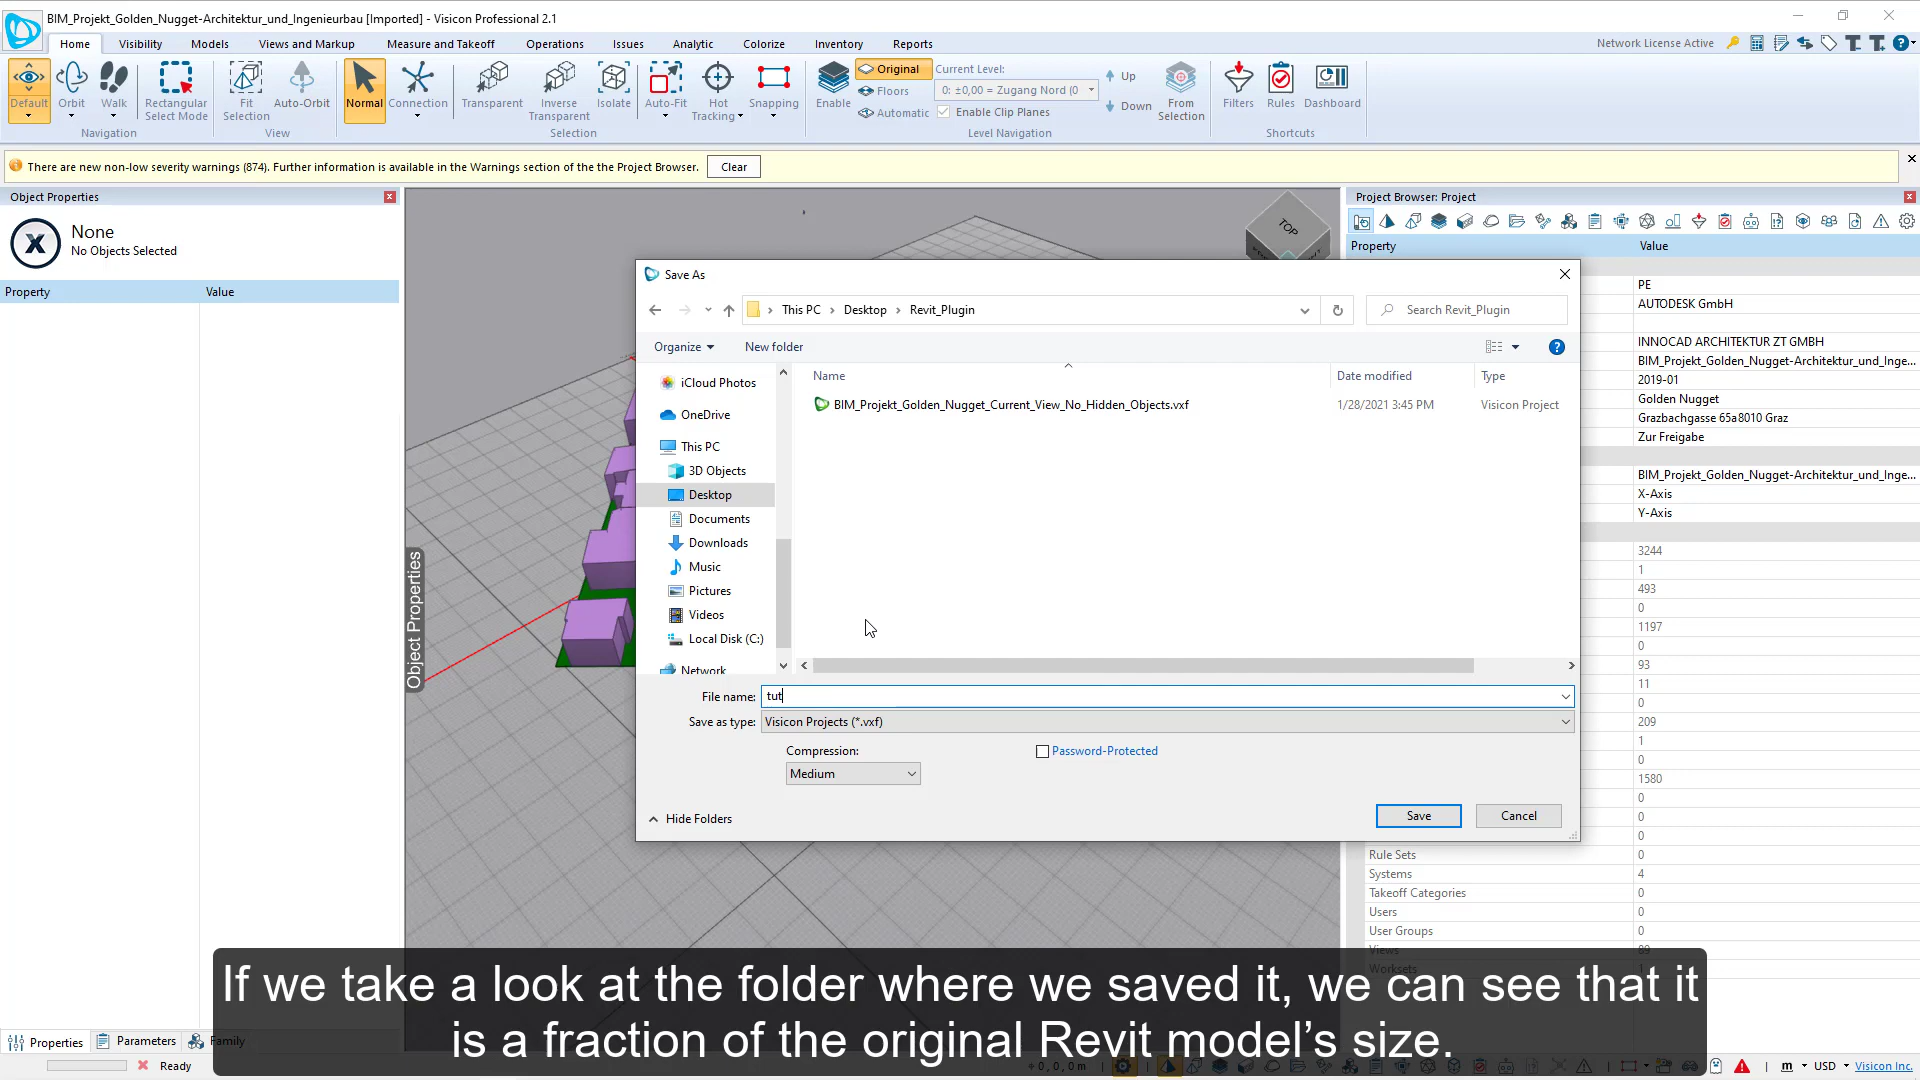 BIM_Projekt_Golden_Nugget-Architektur_und_Ingenieurbau [Imported] - Visicon Professional 2.1
Home Visibility Models Views and Markup Measure and Takeoff Operations Issues Analytic Colorize Inventory Reports Network License Active
Default Orbit Walk Rectangular Select Mode Fit Selection Auto-Orbit Normal Connection Transparent Inverse Transparent Isolate Auto-Fit Hot Tracking Snapping Enable
Original Current Level:
Floors 0: ±0,00 = Zugang Nord (0
Automatic Enable Clip Planes
Up
Down
From Selection Filters Rules Dashboard
Navigation View Selection Level Navigation Shortcuts
There are new non-low severity warnings (874). Further information is available in the Warnings section of the the Project Browser. Clear
Object Properties
None
No Objects Selected
Property Value
Object Properties
TOP
Project Browser: Project
Property Value
PE
AUTODESK GmbH
INNOCAD ARCHITEKTUR ZT GMBH
BIM_Projekt_Golden_Nugget-Architektur_und_Inge...
2019-01
Golden Nugget
Grazbachgasse 65a8010 Graz
Zur Freigabe
BIM_Projekt_Golden_Nugget-Architektur_und_Inge...
X-Axis
Y-Axis
3244
1
493
0
1197
0
93
11
0
209
1
0
1580
0
0
0
Rule Sets 0
Systems 4
Takeoff Categories 0
Users 0
User Groups 0
Views 89
Worksets 1
Save As
This PC Desktop Revit_Plugin
Search Revit_Plugin
Organize New folder
iCloud Photos
OneDrive
This PC
3D Objects
Desktop
Documents
Downloads
Music
Pictures
Videos
Local Disk (C:)
Network
Name Date modified Type
BIM_Projekt_Golden_Nugget_Current_View_No_Hidden_Objects.vxf 1/28/2021 3:45 PM Visicon Project
File name: tut
Save as type: Visicon Projects (*.vxf)
Compression:
Medium
Password-Protected
Hide Folders
Save Cancel
If we take a look at the folder where we saved it, we can see that it
is a fraction of the original Revit model’s size.
Properties Parameters Family
Ready
m USD Visicon Inc.